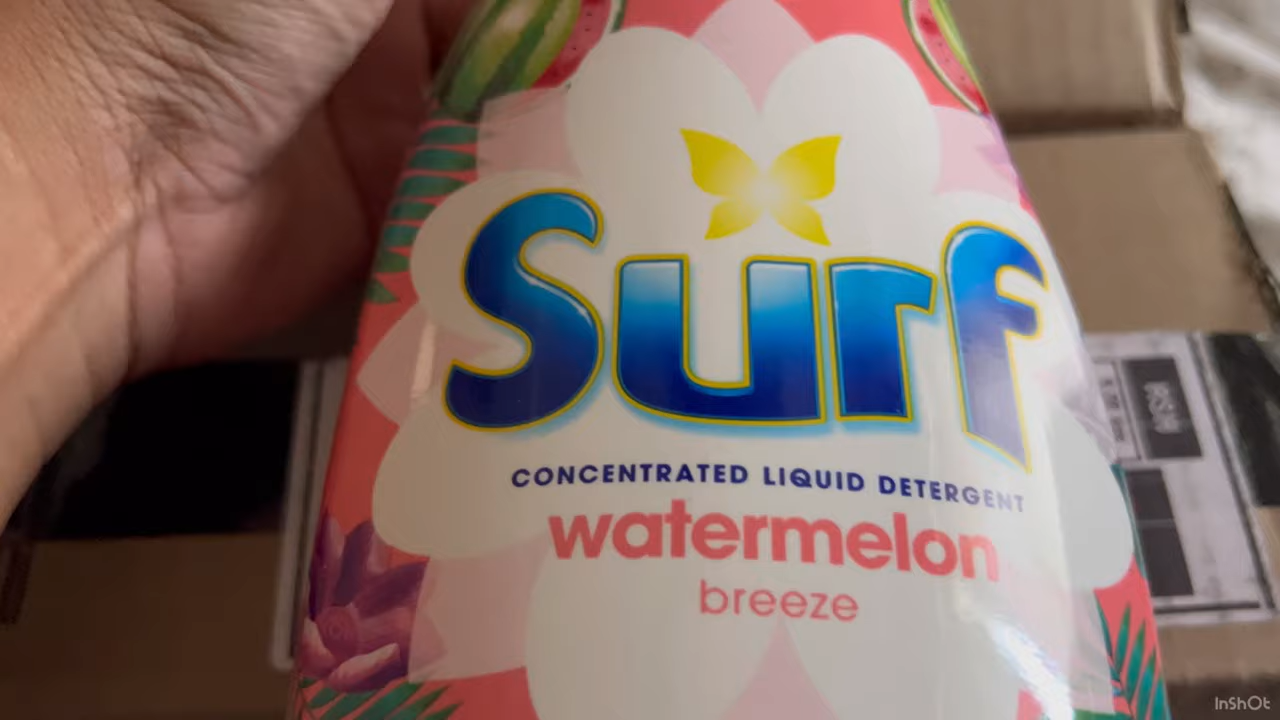 Surf
CONCENTRATED LIQUID DETERGENT
watermelon
breeze
InShOt